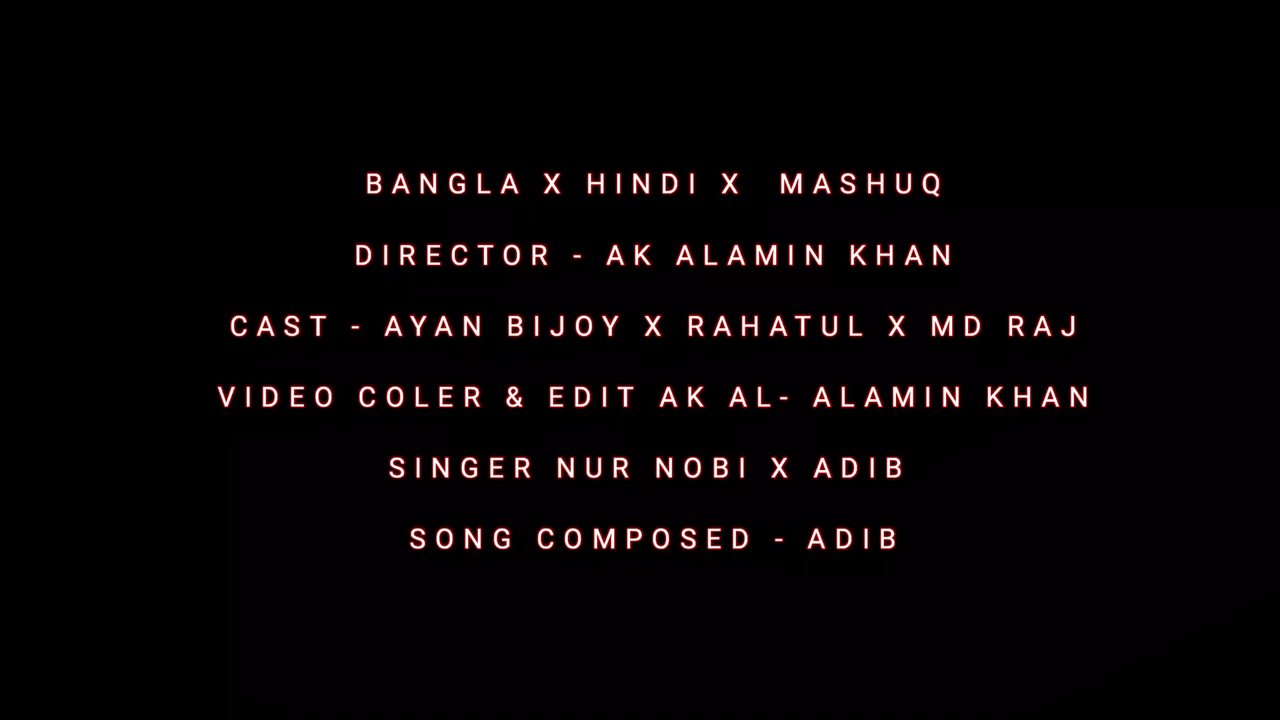 BANGLA X HINDI X MASHUQ
DIRECTOR - AK ALAMIN KHAN
CAST - AYAN BIJOY X RAHATUL X MD RAJ
VIDEO COLER & EDIT AK AL- ALAMIN KHAN
SINGER NUR NOBI X ADIB
SONG COMPOSED - ADIB